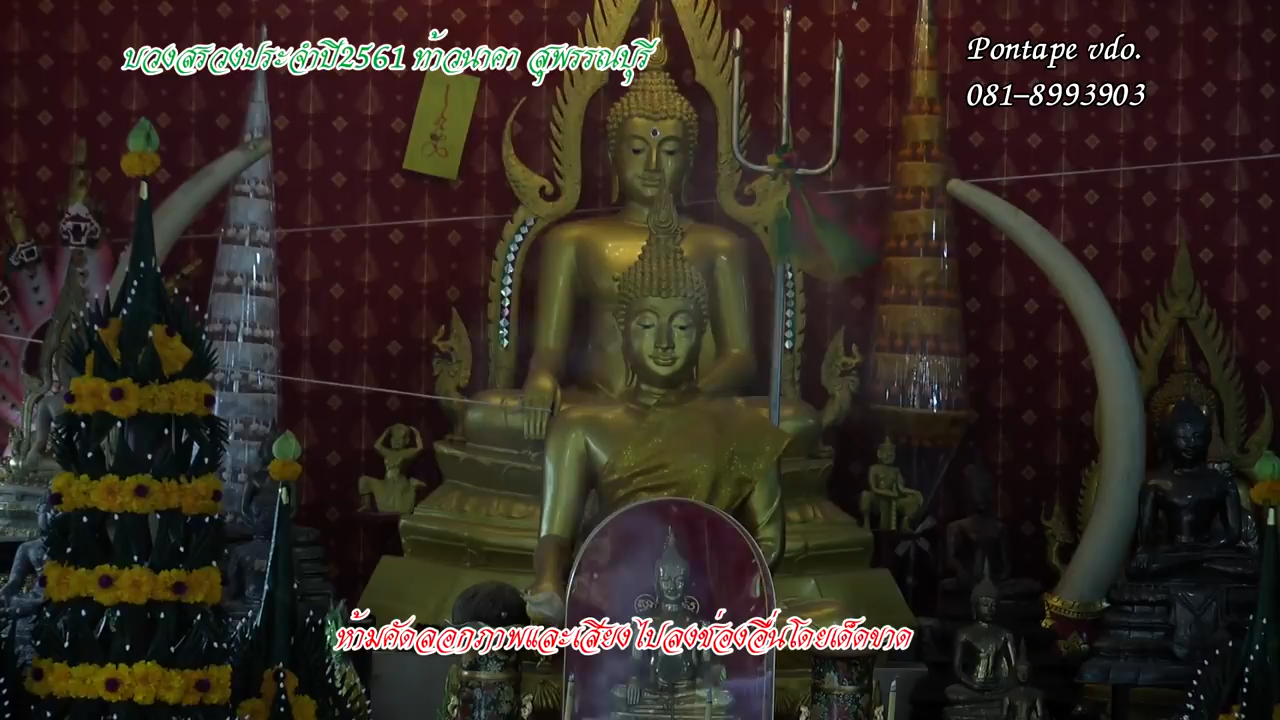 บวงสรวงประจำปี2561 ท้าวนาคา สุพรรณบุรี
Pontape vdo.
081-8993903
ห้ามคัดลอกภาพและเสียงไปลงช่องอื่นโดยเด็ดขาด